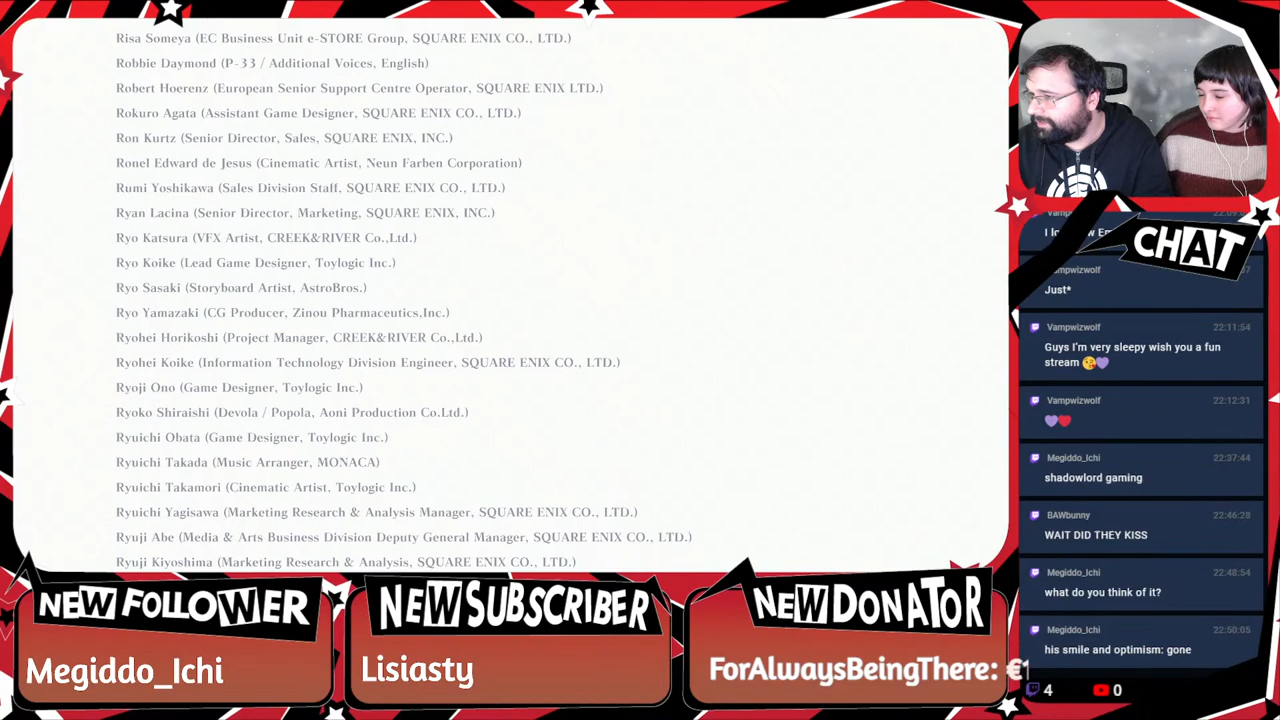 Risa Someya (EC Business Unit e-STORE Group, SQUARE ENIX CO., LTD.)
Robbie Daymond (P-33 / Additional Voices, English)
Robert Hoerenz (European Senior Support Centre Operator, SQUARE ENIX LTD.)
Rokuro Agata (Assistant Game Designer, SQUARE ENIX CO., LTD.)
Ron Kurtz (Senior Director, Sales, SQUARE ENIX, INC.)
Ronel Edward de Jesus (Cinematic Artist, Neun Farben Corporation)
Rumi Yoshikawa (Sales Division Staff, SQUARE ENIX CO., LTD.)
Ryan Lacina (Senior Director, Marketing, SQUARE ENIX, INC.)
Ryo Katsura (VFX Artist, CREEK&RIVER Co.,Ltd.)
Ryo Koike (Lead Game Designer, Toylogic Inc.)
Ryo Sasaki (Storyboard Artist, AstroBros.)
Ryo Yamazaki (CG Producer, Zinou Pharmaceutics,Inc.)
Ryohei Horikoshi (Project Manager, CREEK&RIVER Co.,Ltd.)
Ryohei Koike (Information Technology Division Engineer, SQUARE ENIX CO., LTD.)
Ryoji Ono (Game Designer, Toylogic Inc.)
Ryoko Shiraishi (Devola / Popola, Aoni Production Co.Ltd.)
Ryuichi Obata (Game Designer, Toylogic Inc.)
Ryuichi Takada (Music Arranger, MONACA)
Ryuichi Takamori (Cinematic Artist, Toylogic Inc.)
Ryuichi Yagisawa (Marketing Research & Analysis Manager, SQUARE ENIX CO., LTD.)
Ryuji Abe (Media & Arts Business Division Deputy General Manager, SQUARE ENIX CO., LTD.)
Ryuji Kiyoshima (Marketing Research & Analysis, SQUARE ENIX CO., LTD.)
NEW FOLLOWER
Megiddo_Ichi
NEW SUBSCRIBER
Lisiasty
NEW DONATOR
ForAlwaysBeingThere: €
CHAT
Just*
Vampwizwolf 22:11:54
Guys I'm very sleepy wish you a fun
stream 😘💜
Vampwizwolf 22:12:31
💜❤️
Megiddo_Ichi 22:37:44
shadowlord gaming
BAWbunny 22:46:28
WAIT DID THEY KISS
Megiddo_Ichi 22:48:54
what do you think of it?
Megiddo_Ichi 22:50:05
his smile and optimism: gone
4 0